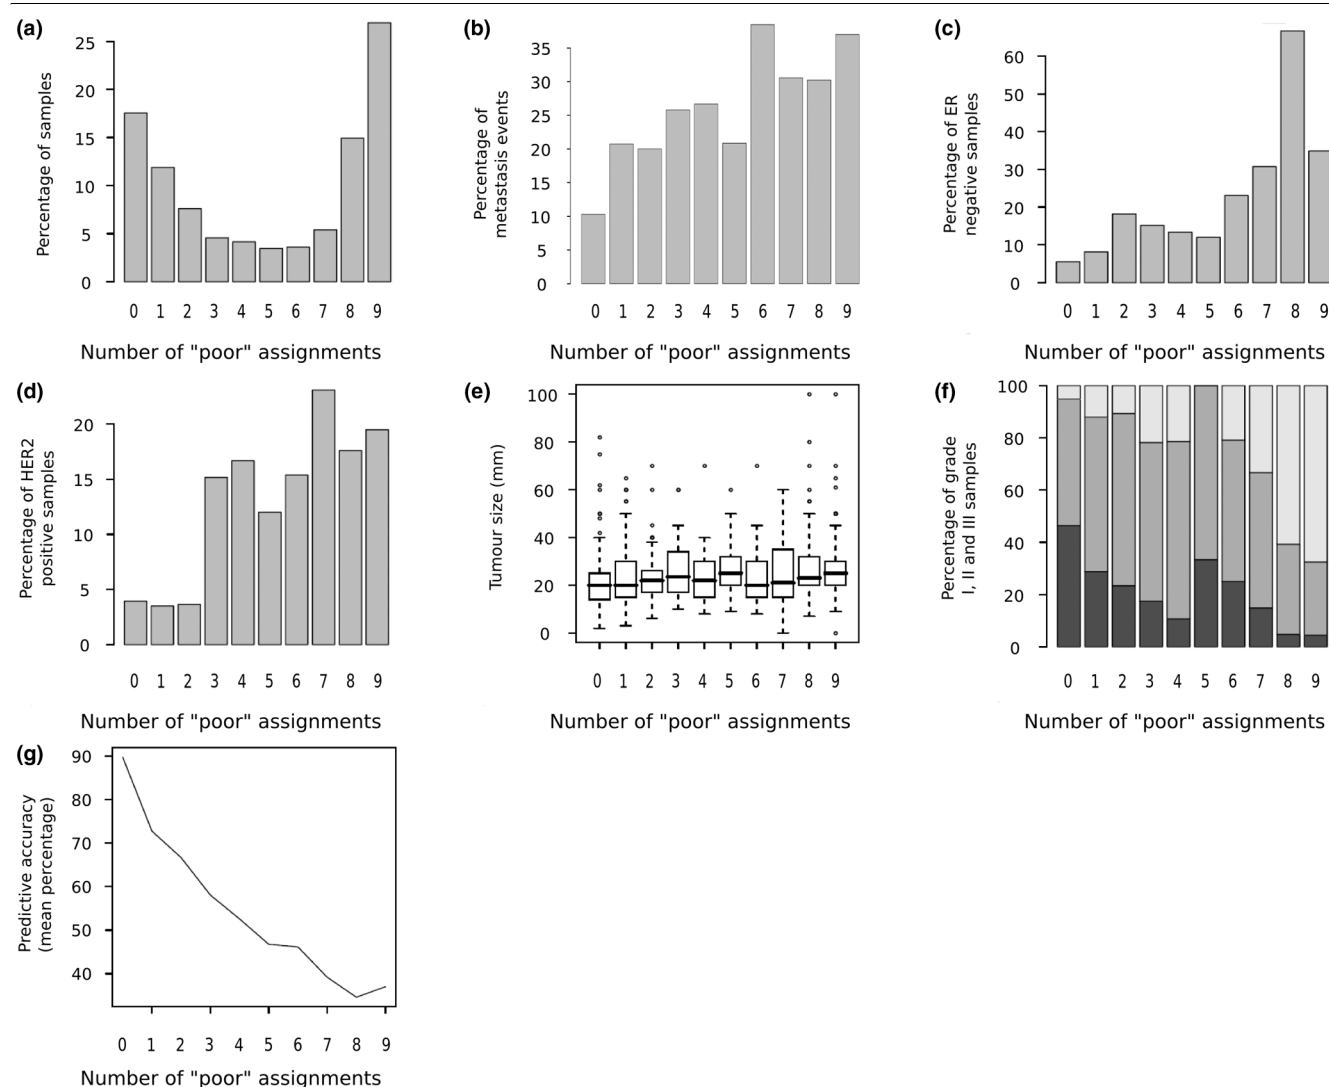 (a)
25
20
15
10
5
0
Percentage of samples
0 1 2 3 4 5 6 7 8 9
Number of "poor" assignments
(b)
35
30
25
20
15
10
5
0
Percentage of
metastasis events
0 1 2 3 4 5 6 7 8 9
Number of "poor" assignments
(c)
60
50
40
30
20
10
0
Percentage of ER
negative samples
0 1 2 3 4 5 6 7 8 9
Number of "poor" assignments
(d)
20
15
10
5
0
Percentage of HER2
positive samples
0 1 2 3 4 5 6 7 8 9
Number of "poor" assignments
(e)
100
80
60
40
20
0
Tumour size (mm)
0 1 2 3 4 5 6 7 8 9
Number of "poor" assignments
(f)
100
80
60
40
20
0
Percentage of grade
I, II and III samples
0 1 2 3 4 5 6 7 8 9
Number of "poor" assignments
(g)
90
80
70
60
50
40
Predictive accuracy
(mean percentage)
0 1 2 3 4 5 6 7 8 9
Number of "poor" assignments